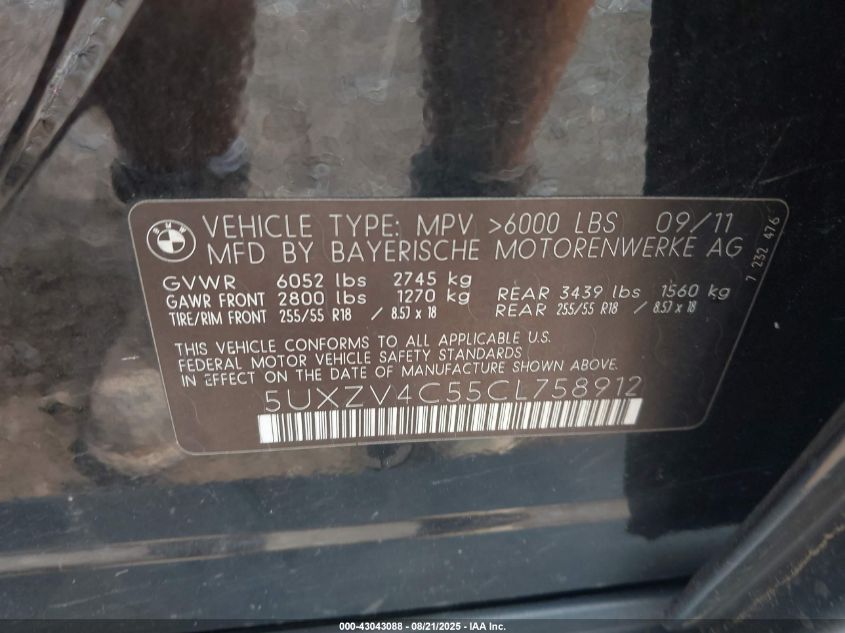 VEHICLE TYPE: MPV >6000 LBS 09/11
MFD BY BAYERISCHE MOTORENWERKE AG
7 232 476
GVWR 6052 lbs 2745 kg
GAWR FRONT 2800 lbs 1270 kg REAR 3439 lbs 1560 kg
TIRE/RIM FRONT 255/55 R18 / 8.5J x 18 REAR 255/55 R18 / 8.5J x 18
THIS VEHICLE CONFORMS TO ALL APPLICABLE U.S.
FEDERAL MOTOR VEHICLE SAFETY STANDARDS
IN EFFECT ON THE DATE OF MANUFACTURE SHOWN ABOVE.
5UXZV4C55CL758912
000-43043088 - 08/21/2025 - IAA Inc.